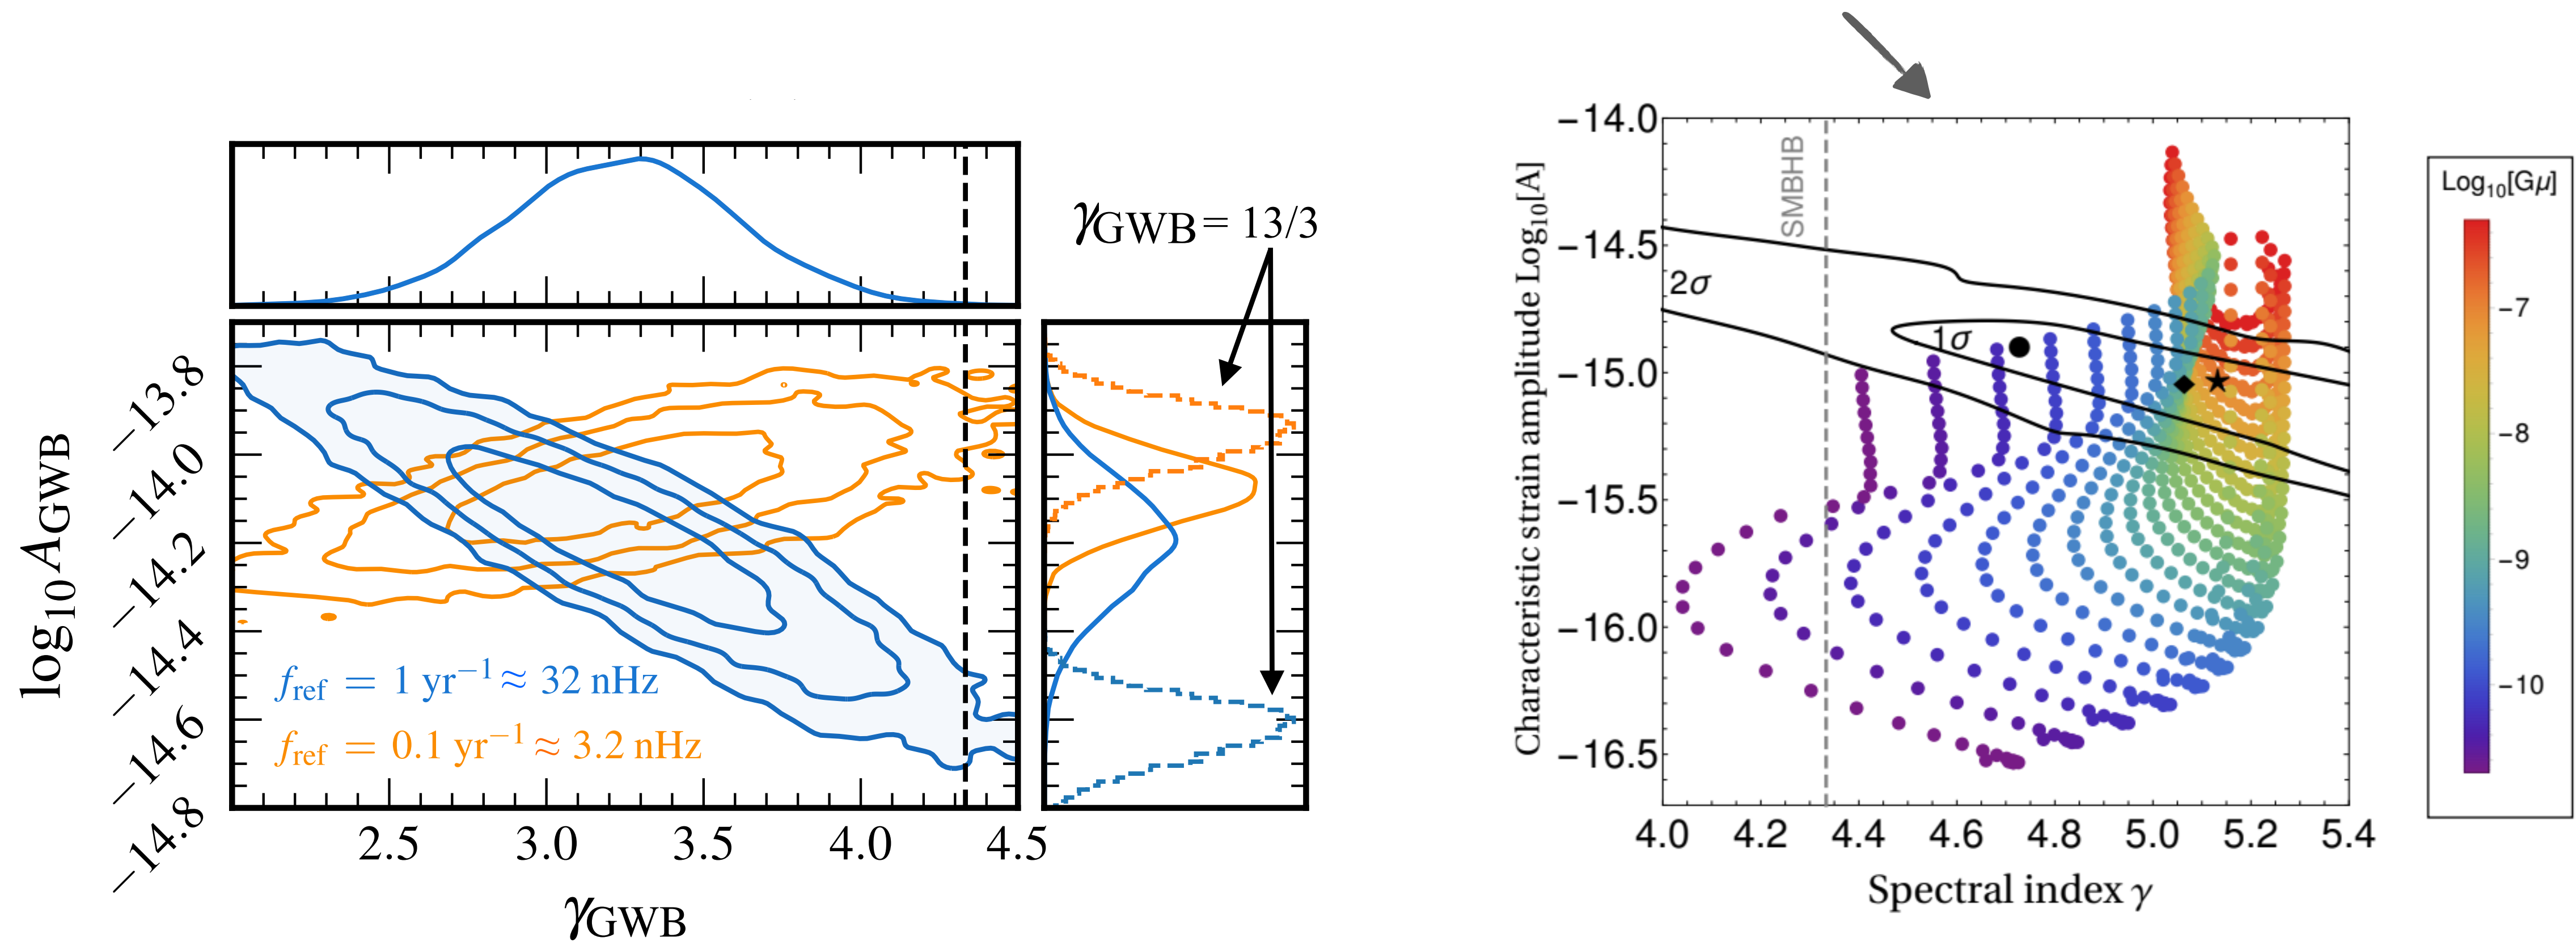 γGWB = 13/3
log₁₀ AGWB
−13.8
−14.0
−14.2
−14.4
−14.6
−14.8
f_ref = 1 yr⁻¹ ≈ 32 nHz
f_ref = 0.1 yr⁻¹ ≈ 3.2 nHz
2.5 3.0 3.5 4.0 4.5
γGWB
Characteristic strain amplitude Log₁₀[A]
−14.0
−14.5
−15.0
−15.5
−16.0
−16.5
SMBHB
2σ
1σ
4.0 4.2 4.4 4.6 4.8 5.0 5.2 5.4
Spectral index γ
Log₁₀[Gμ]
−7
−8
−9
−10